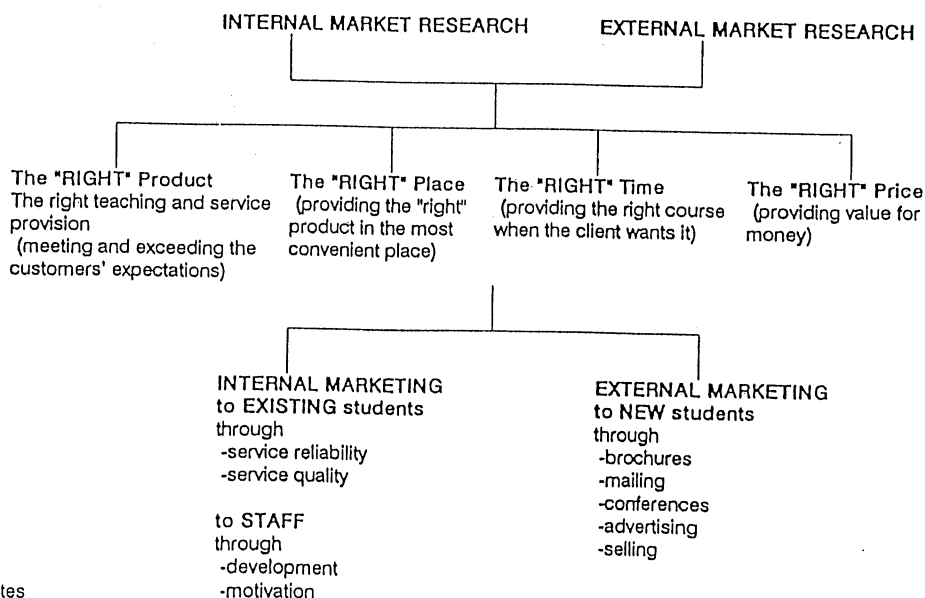 INTERNAL MARKET RESEARCH
EXTERNAL MARKET RESEARCH
The "RIGHT" Product
The right teaching and service
provision
(meeting and exceeding the
customers' expectations)
The "RIGHT" Place
(providing the "right"
product in the most
convenient place)
The "RIGHT" Time
(providing the right course
when the client wants it)
The "RIGHT" Price
(providing value for
money)
INTERNAL MARKETING
to EXISTING students
through
-service reliability
-service quality
to STAFF
through
-development
-motivation
EXTERNAL MARKETING
to NEW students
through
-brochures
-mailing
-conferences
-advertising
-selling
tes